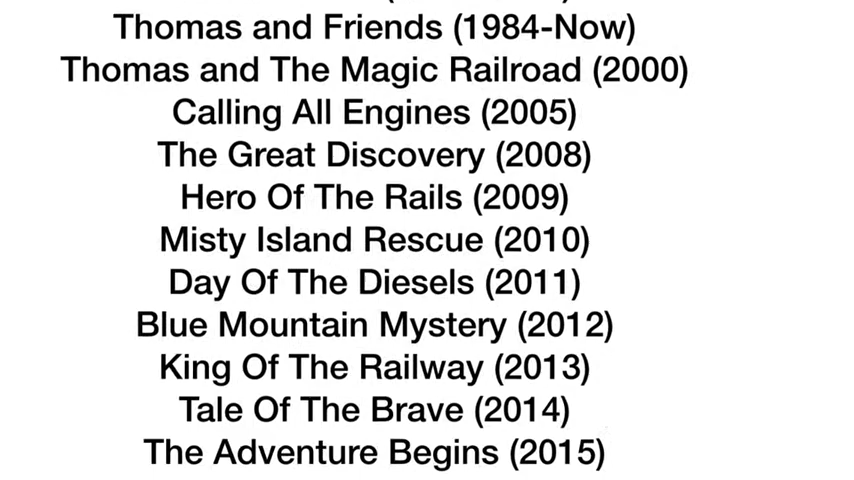 Thomas and Friends (1984-Now)
Thomas and The Magic Railroad (2000)
Calling All Engines (2005)
The Great Discovery (2008)
Hero Of The Rails (2009)
Misty Island Rescue (2010)
Day Of The Diesels (2011)
Blue Mountain Mystery (2012)
King Of The Railway (2013)
Tale Of The Brave (2014)
The Adventure Begins (2015)